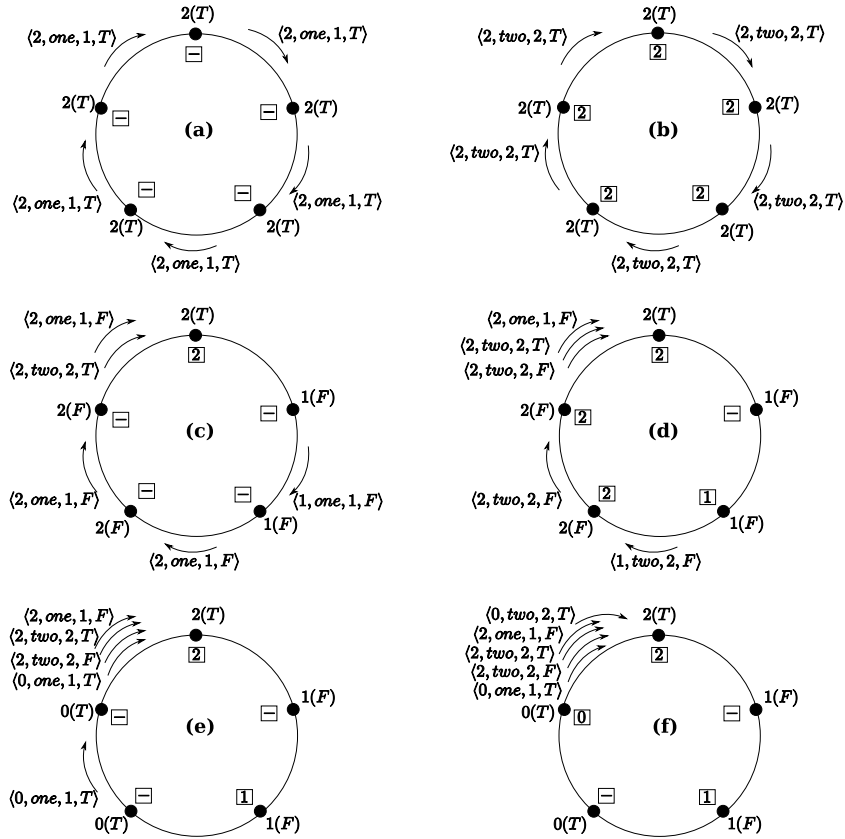 2(T)
⟨2, one, 1, T⟩
⟨2, one, 1, T⟩
−
2(T)
−
(a)
−
2(T)
⟨2, one, 1, T⟩
−
−
⟨2, one, 1, T⟩
2(T)
2(T)
⟨2, one, 1, T⟩
2(T)
⟨2, two, 2, T⟩
⟨2, two, 2, T⟩
2
2(T)
2
(b)
2
2(T)
⟨2, two, 2, T⟩
2
2
⟨2, two, 2, T⟩
2(T)
2(T)
⟨2, two, 2, T⟩
⟨2, one, 1, F⟩
2(T)
⟨2, two, 2, T⟩
2
2(F)
−
(c)
−
1(F)
⟨2, one, 1, F⟩
−
−
⟨1, one, 1, F⟩
2(F)
1(F)
⟨2, one, 1, F⟩
⟨2, one, 1, F⟩
2(T)
⟨2, two, 2, T⟩
⟨2, two, 2, F⟩
2
2(F)
2
(d)
−
1(F)
⟨2, two, 2, F⟩
2
1
2(F)
1(F)
⟨1, two, 2, F⟩
⟨2, one, 1, F⟩
2(T)
⟨2, two, 2, T⟩
⟨2, two, 2, F⟩
2
⟨0, one, 1, T⟩
0(T)
−
(e)
−
1(F)
⟨0, one, 1, T⟩
−
1
0(T)
1(F)
⟨0, two, 2, T⟩
2(T)
⟨2, one, 1, F⟩
⟨2, two, 2, T⟩
2
⟨2, two, 2, F⟩
⟨0, one, 1, T⟩
0(T)
0
(f)
−
1(F)
−
1
0(T)
1(F)